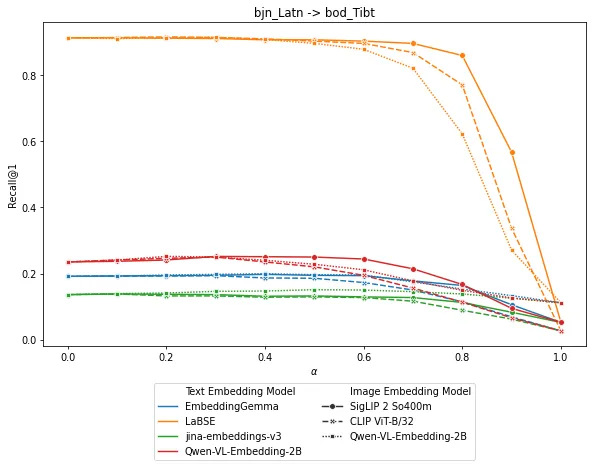 bjn_Latn -> bod_Tibt
Recall@1
0.8
0.6
0.4
0.2
0.0
0.0 0.2 0.4 0.6 0.8 1.0
α
Text Embedding Model Image Embedding Model
EmbeddingGemma SigLIP 2 So400m
LaBSE CLIP ViT-B/32
jina-embeddings-v3 Qwen-VL-Embedding-2B
Qwen-VL-Embedding-2B